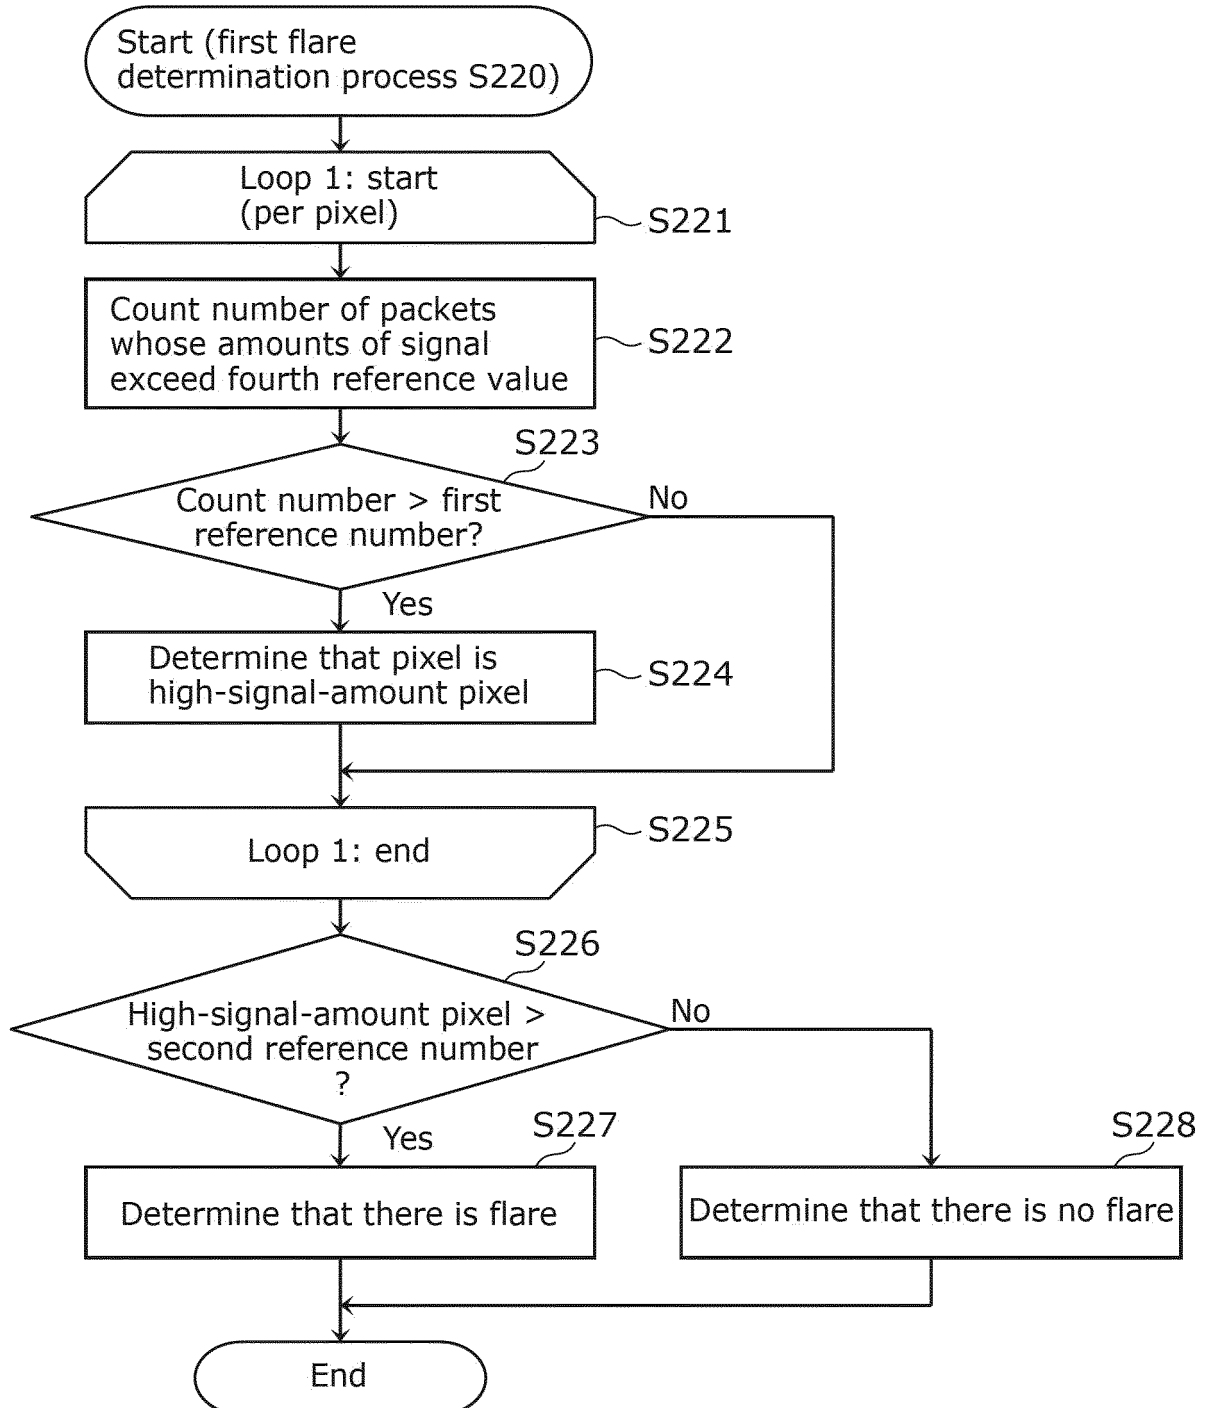 Start (first flare
determination process S220)
Loop 1: start
(per pixel)
S221
Count number of packets
whose amounts of signal
exceed fourth reference value
S222
S223
Count number > first
reference number?
No
Yes
Determine that pixel is
high-signal-amount pixel
S224
Loop 1: end
S225
S226
High-signal-amount pixel >
second reference number
?
No
Yes
S227
Determine that there is flare
S228
Determine that there is no flare
End